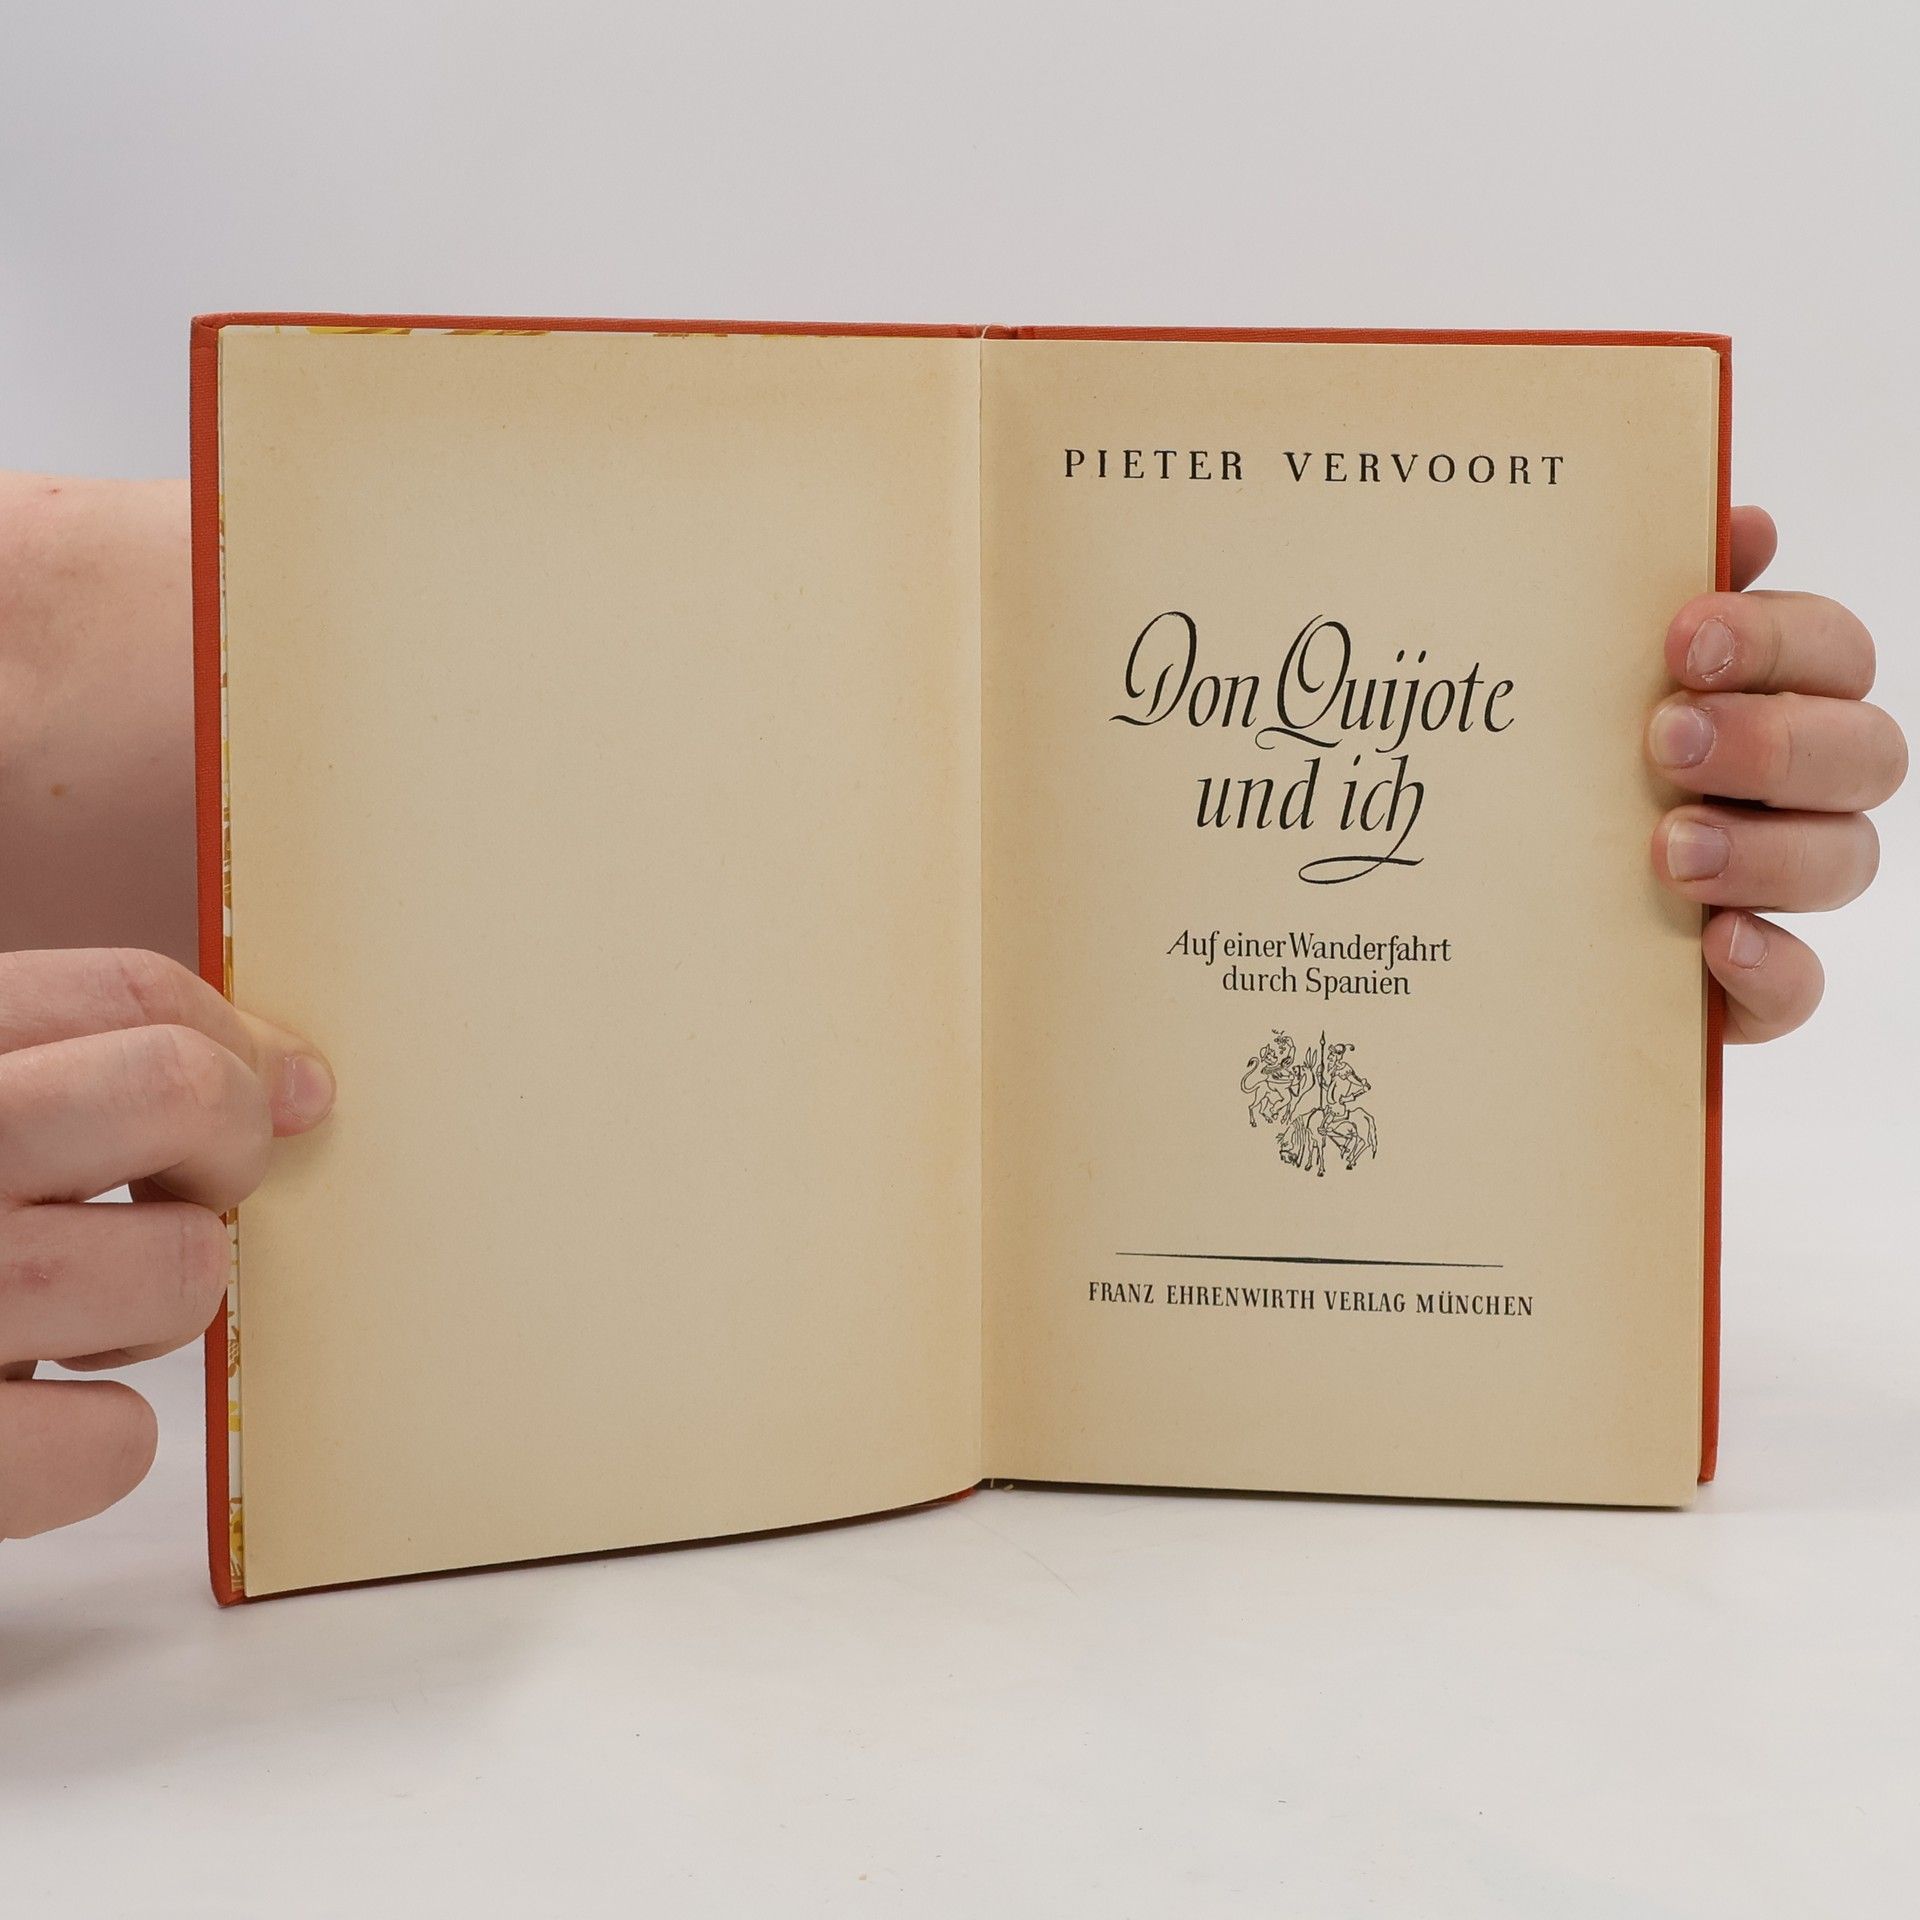 PIETER VERVOORT
Don Quijote
und ich
Auf einer Wanderfahrt
durch Spanien
FRANZ EHRENWIRTH VERLAG MÜNCHEN